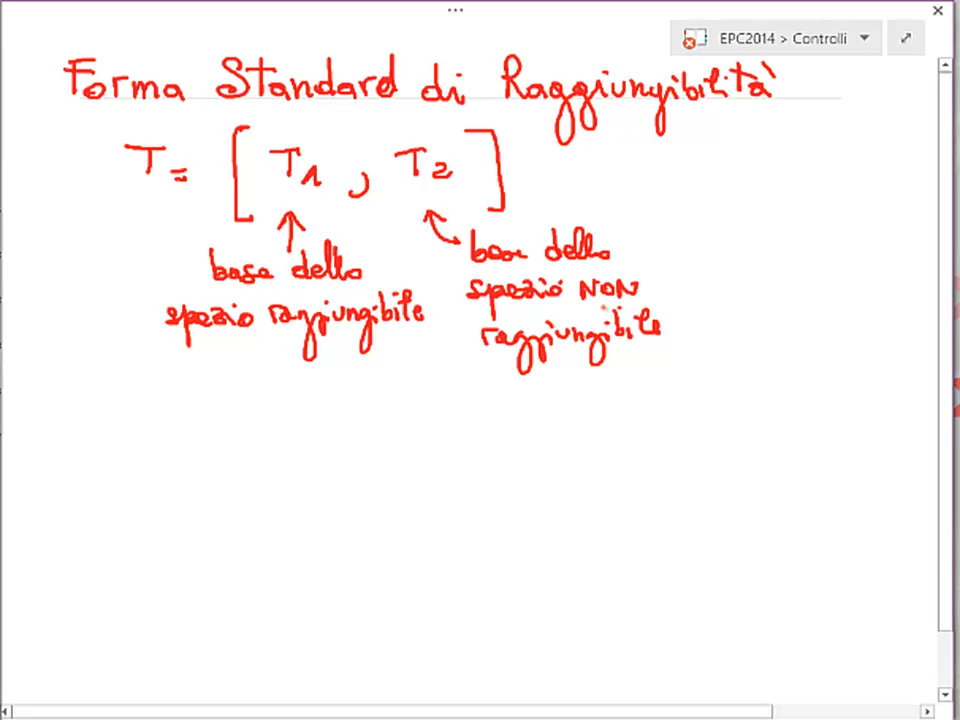 EPC2014 > Controlli
Forma Standard di Raggiungibilità
T = [ T1 , T2 ]
base dello
spazio raggiungibile
base dello
spazio NON
raggiungibile